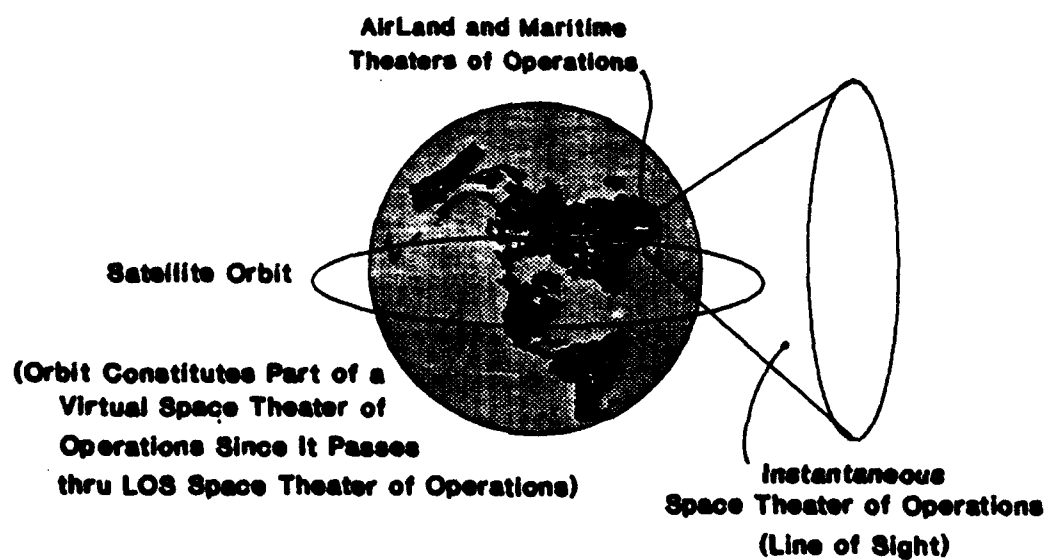 AirLand and Maritime
Theaters of Operations
Satellite Orbit
(Orbit Constitutes Part of a
Virtual Space Theater of
Operations Since it Passes
thru LOS Space Theater of Operations)
Instantaneous
Space Theater of Operations
(Line of Sight)